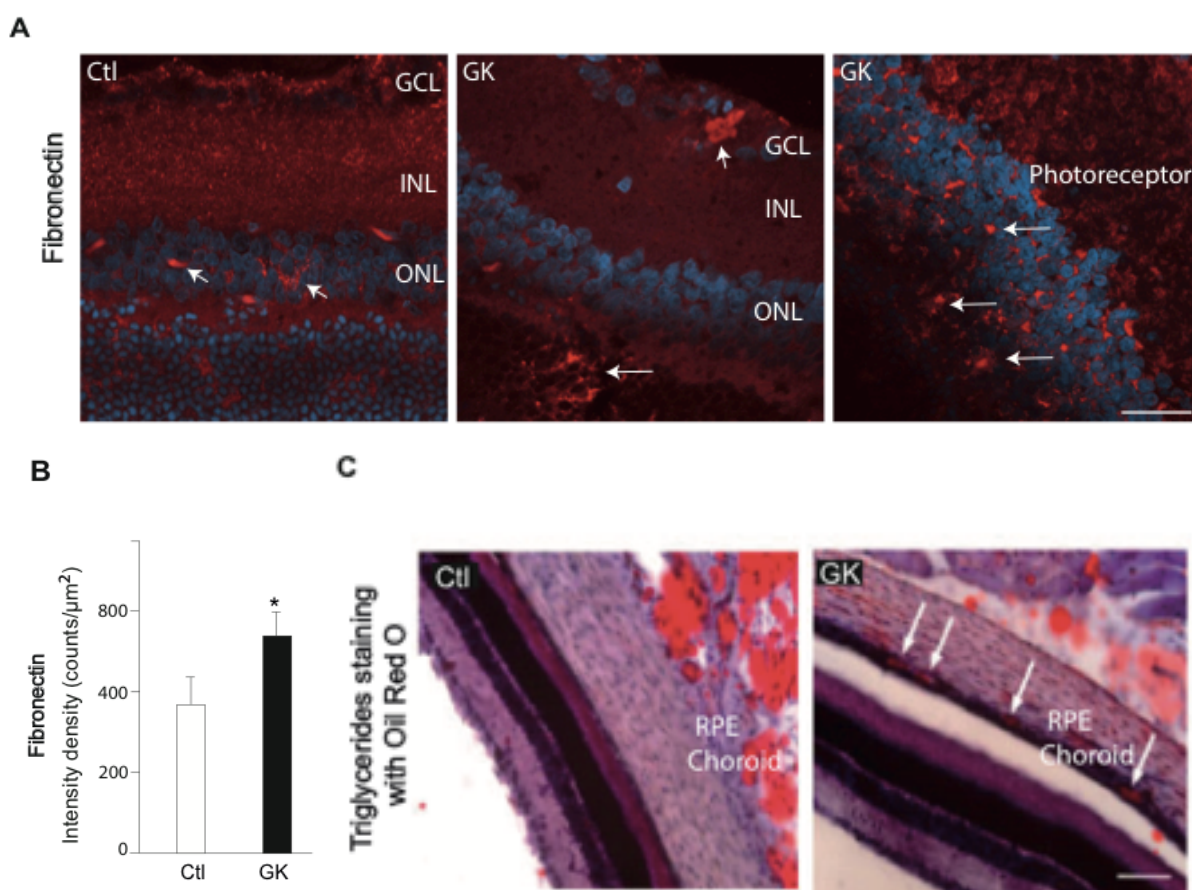 A
Fibronectin
Ctl
GCL
INL
ONL
GK
GCL
INL
ONL
GK
Photoreceptor
B
Fibronectin
Intensity density (counts/µm²)
800
400
200
0
*
Ctl
GK
C
Triglycerides staining
with Oil Red O
Ctl
RPE
Choroid
GK
RPE
Choroid